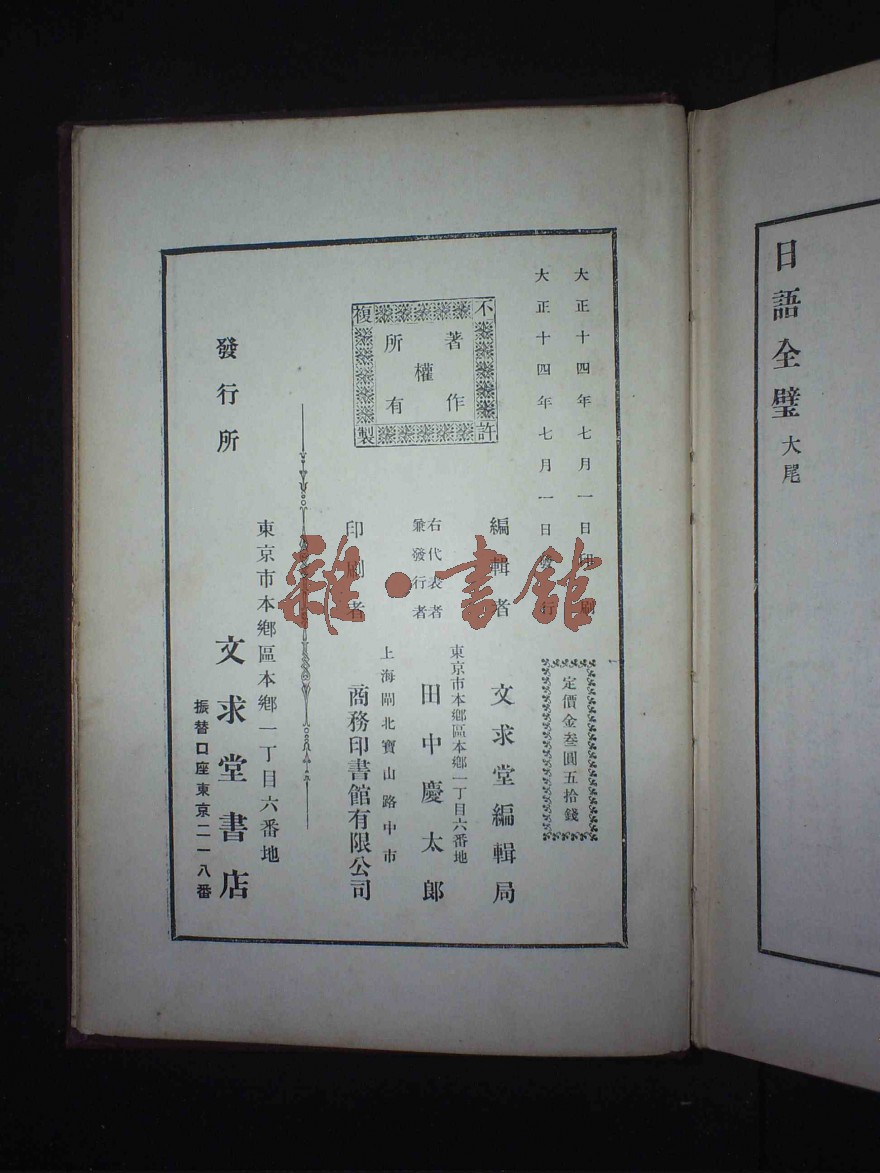 日語全璧 大尾
大正十四年七月一日印刷
大正十四年七月一日發行
定價金叁圓五拾錢
不許複製
著作權所有
編輯者 文求堂編輯局
東京市本鄉區本鄉一丁目六番地
右代表者
兼發行者
田中慶太郎
上海閘北寶山路中市
印刷者 商務印書館有限公司
東京市本鄉區本鄉一丁目六番地
發行所 文求堂書店
振替口座東京二一八番
雜·書館